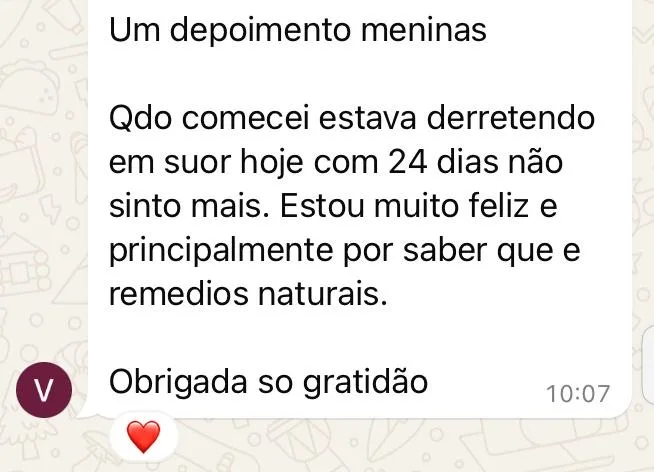 Um depoimento meninas
Qdo comecei estava derretendo
em suor hoje com 24 dias não
sinto mais. Estou muito feliz e
principalmente por saber que e
remedios naturais.
Obrigada so gratidão
10:07
V